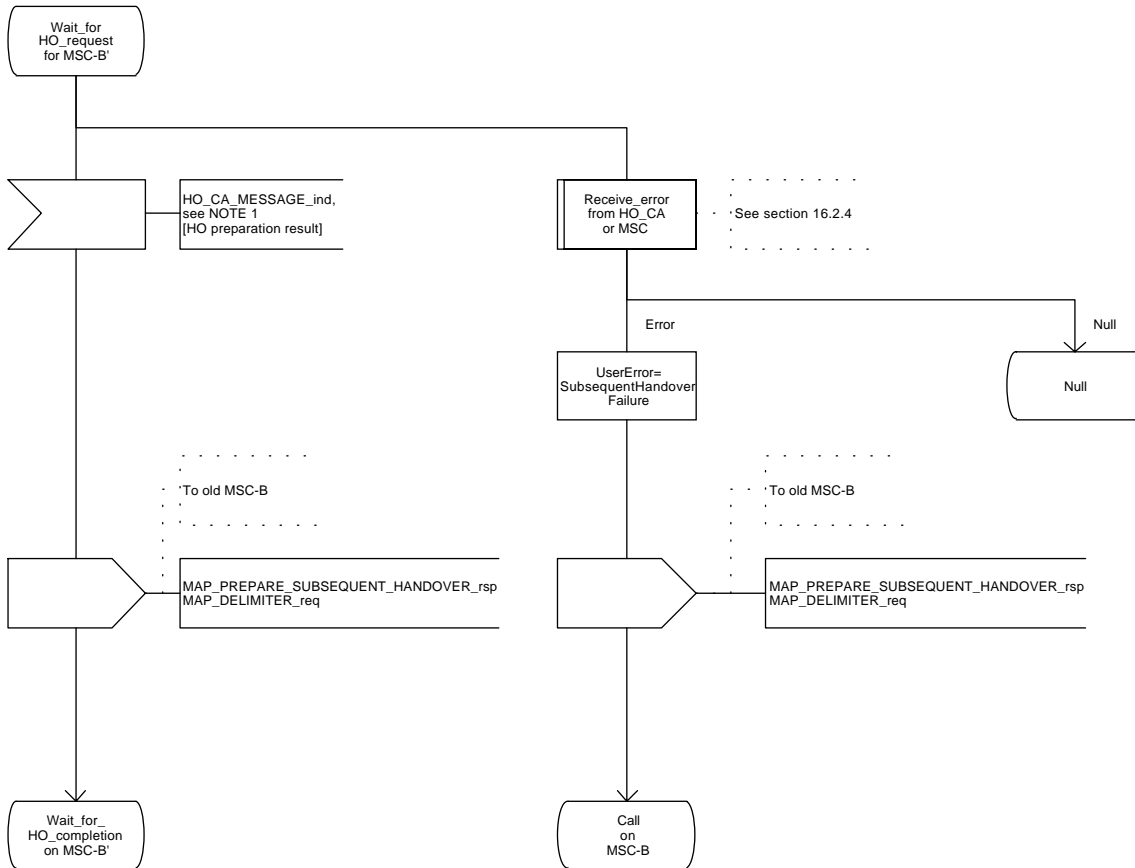 Wait_for
HO_request
for MSC-B'
HO_CA_MESSAGE_ind,
see NOTE 1
[HO preparation result]
Receive_error
from HO_CA
or MSC
See section 16.2.4
Error
Null
UserError=
SubsequentHandover
Failure
Null
To old MSC-B
To old MSC-B
MAP_PREPARE_SUBSEQUENT_HANDOVER_rsp
MAP_DELIMITER_req
MAP_PREPARE_SUBSEQUENT_HANDOVER_rsp
MAP_DELIMITER_req
Wait_for_
HO_completion
on MSC-B'
Call
on
MSC-B